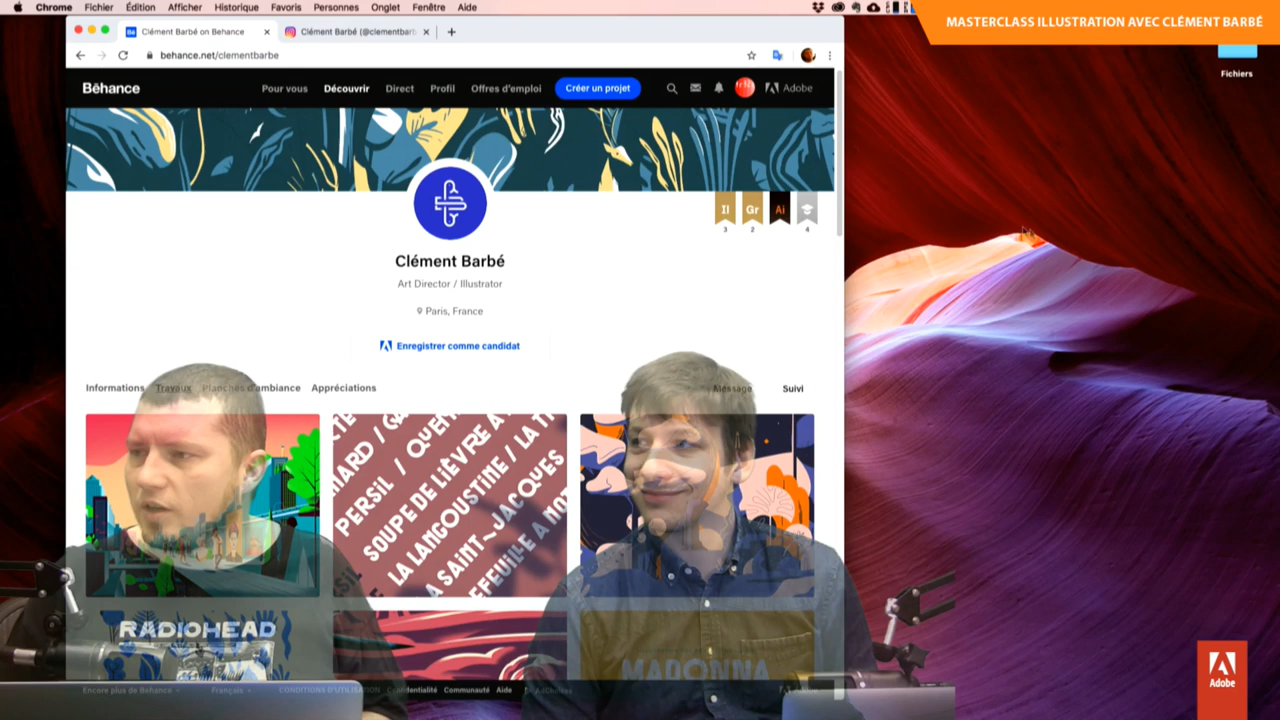 Chrome Fichier Édition Afficher Historique Favoris Personnes Onglet Fenêtre Aide
MASTERCLASS ILLUSTRATION AVEC CLÉMENT BARBÉ
Bē Clément Barbé on Behance
Clément Barbé (@clementbarb
behance.net/clementbarbe
Fichiers
Bēhance Pour vous Découvrir Direct Profil Offres d'emploi Créer un projet Adobe
Il Gr Ai
3 2 4
Clément Barbé
Art Director / Illustrator
Paris, France
Enregistrer comme candidat
Informations Travaux Planches d'ambiance Appréciations Message Suivi
PERSIL / QUEN
SOUPE DE LIÈVRE À
LA LANGOUSTINE / LA T
A SAINT~JACQUES
EFEUILLE A NOT
RADIOHEAD
MADONNA
Encore plus de Behance Français CONDITIONS D'UTILISATION Confidentialité Communauté Aide
Adobe